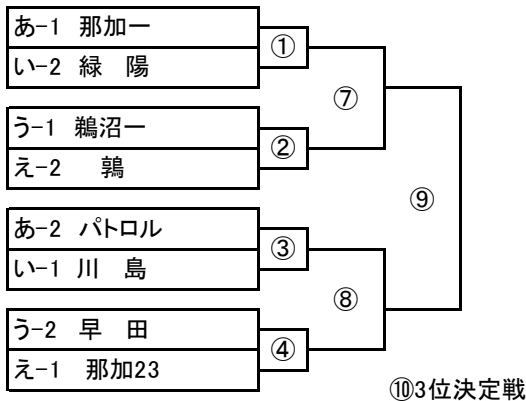 あ-1 那加一
①
い-2 緑 陽
⑦
う-1 鵜沼一
②
え-2 鶉
⑨
あ-2 パトロル
③
い-1 川 島
⑧
う-2 早 田
④
え-1 那加23
⑩3位決定戦